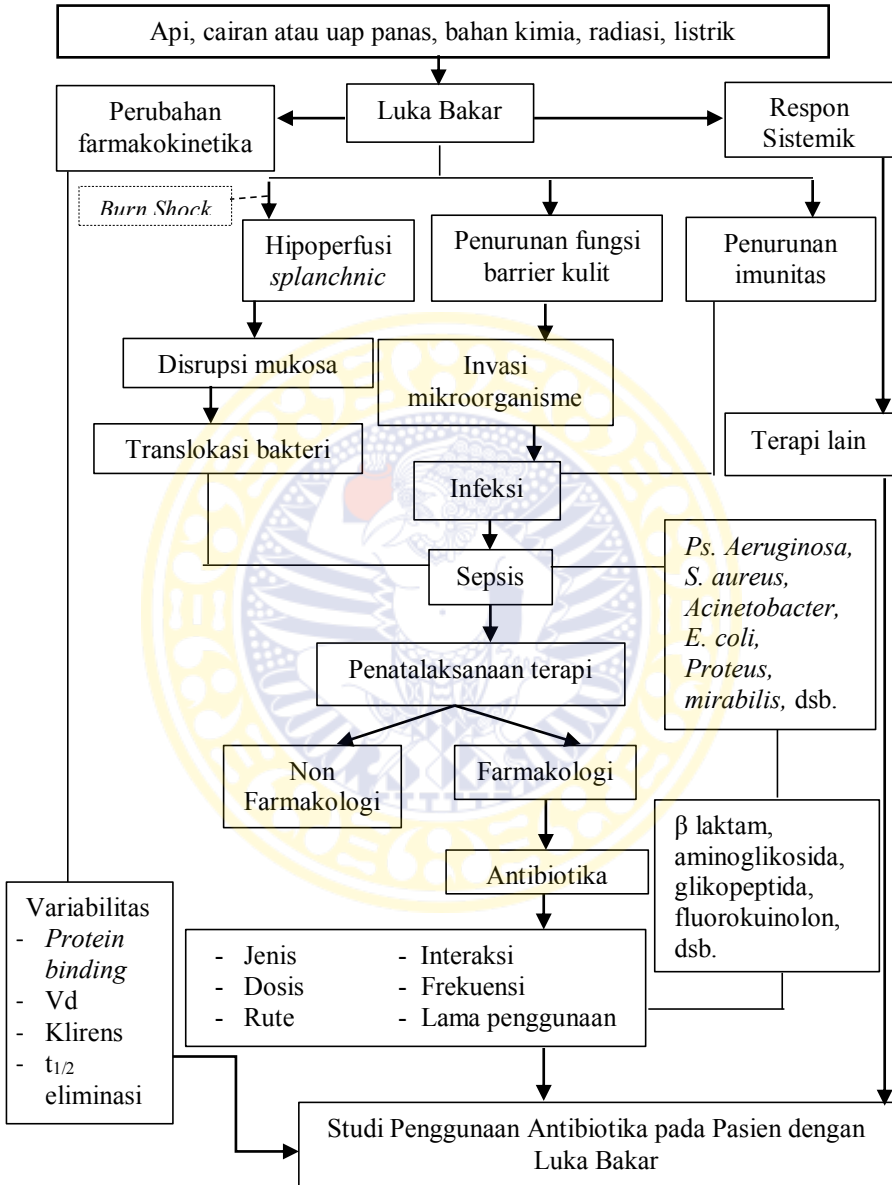 Api, cairan atau uap panas, bahan kimia, radiasi, listrik
Perubahan
farmakokinetika
Luka Bakar
Respon
Sistemik
Burn Shock
Hipoperfusi
splanchnic
Penurunan fungsi
barrier kulit
Penurunan
imunitas
Disrupsi mukosa
Invasi
mikroorganisme
Translokasi bakteri
Terapi lain
Infeksi
Sepsis
Ps. Aeruginosa,
S. aureus,
Acinetobacter,
E. coli,
Proteus,
mirabilis, dsb.
Penatalaksanaan terapi
Non
Farmakologi
Farmakologi
β laktam,
aminoglikosida,
glikopeptida,
fluorokuinolon,
dsb.
Antibiotika
Variabilitas
- Protein
binding
- Vd
- Klirens
- t1/2
eliminasi
- Jenis - Interaksi
- Dosis - Frekuensi
- Rute - Lama penggunaan
Studi Penggunaan Antibiotika pada Pasien dengan
Luka Bakar